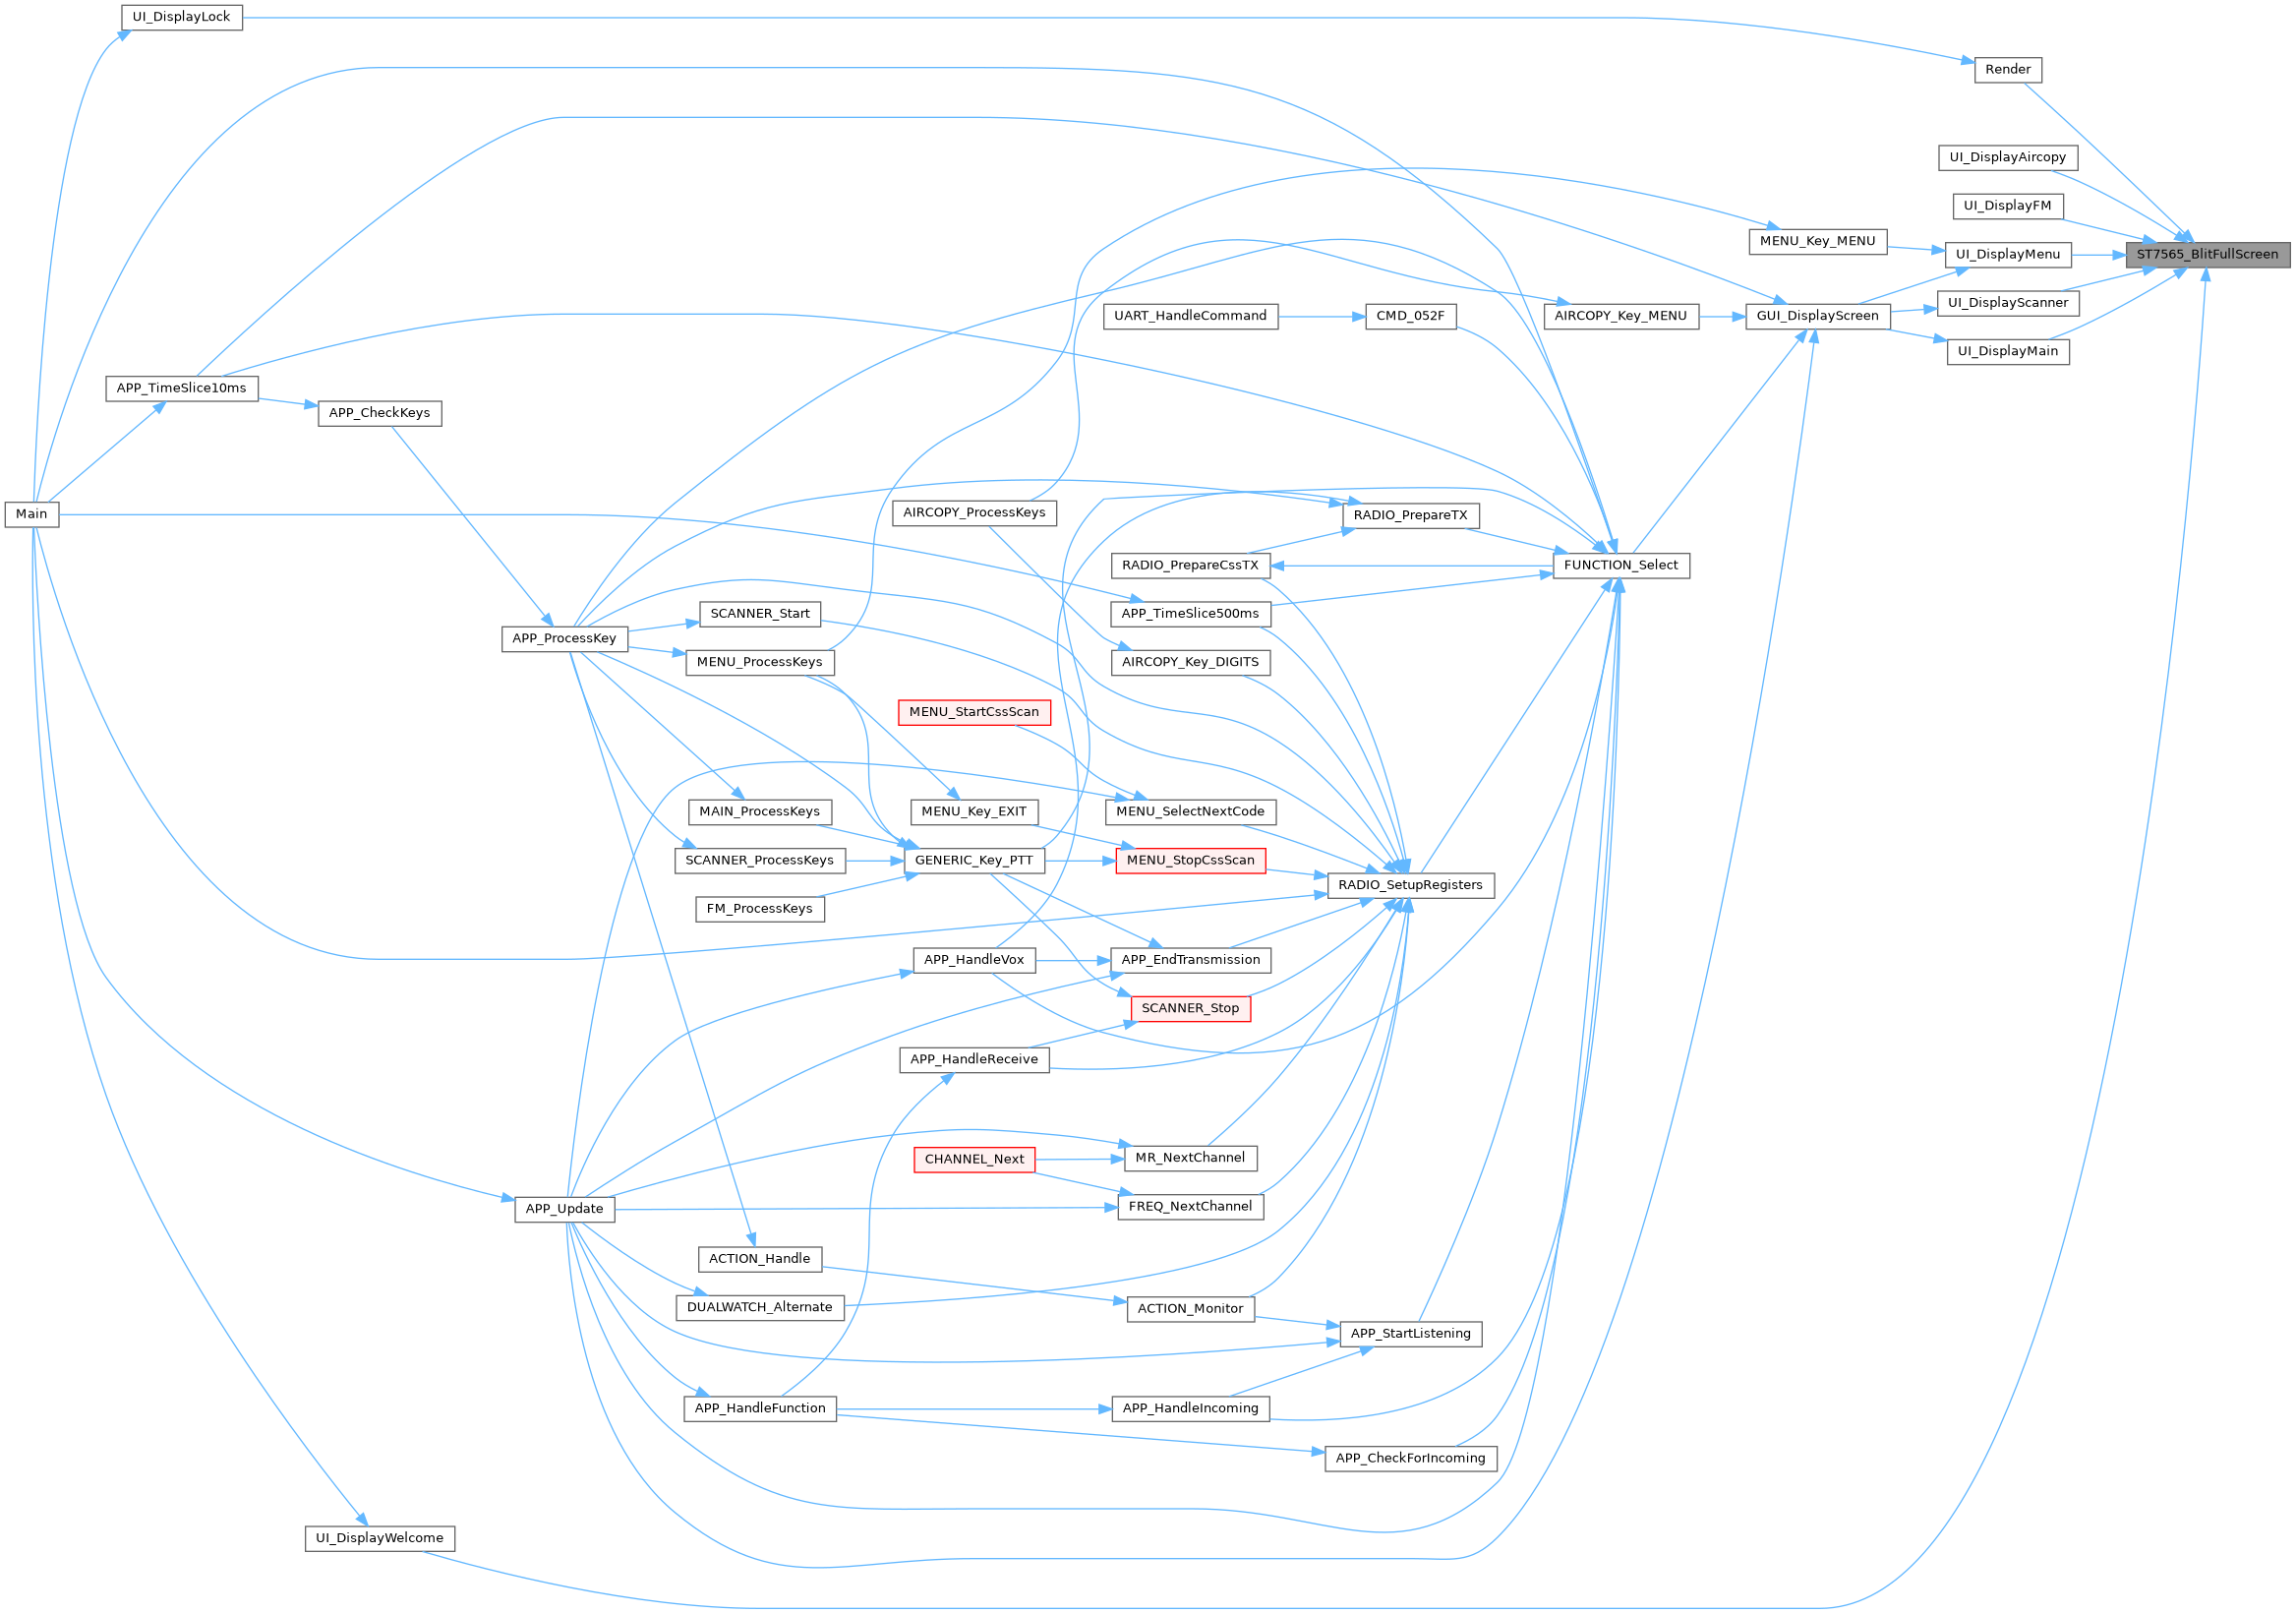 UI_DisplayLock
Render
UI_DisplayAircopy
UI_DisplayFM
MENU_Key_MENU
UI_DisplayMenu
ST7565_BlitFullScreen
UI_DisplayScanner
UART_HandleCommand
CMD_052F
AIRCOPY_Key_MENU
GUI_DisplayScreen
UI_DisplayMain
APP_TimeSlice10ms
APP_CheckKeys
Main
AIRCOPY_ProcessKeys
RADIO_PrepareTX
RADIO_PrepareCssTX
FUNCTION_Select
SCANNER_Start
APP_TimeSlice500ms
APP_ProcessKey
MENU_ProcessKeys
AIRCOPY_Key_DIGITS
MENU_StartCssScan
MAIN_ProcessKeys
MENU_Key_EXIT
MENU_SelectNextCode
SCANNER_ProcessKeys
GENERIC_Key_PTT
MENU_StopCssScan
RADIO_SetupRegisters
FM_ProcessKeys
APP_HandleVox
APP_EndTransmission
SCANNER_Stop
APP_HandleReceive
CHANNEL_Next
MR_NextChannel
APP_Update
FREQ_NextChannel
ACTION_Handle
DUALWATCH_Alternate
ACTION_Monitor
APP_StartListening
APP_HandleFunction
APP_HandleIncoming
APP_CheckForIncoming
UI_DisplayWelcome